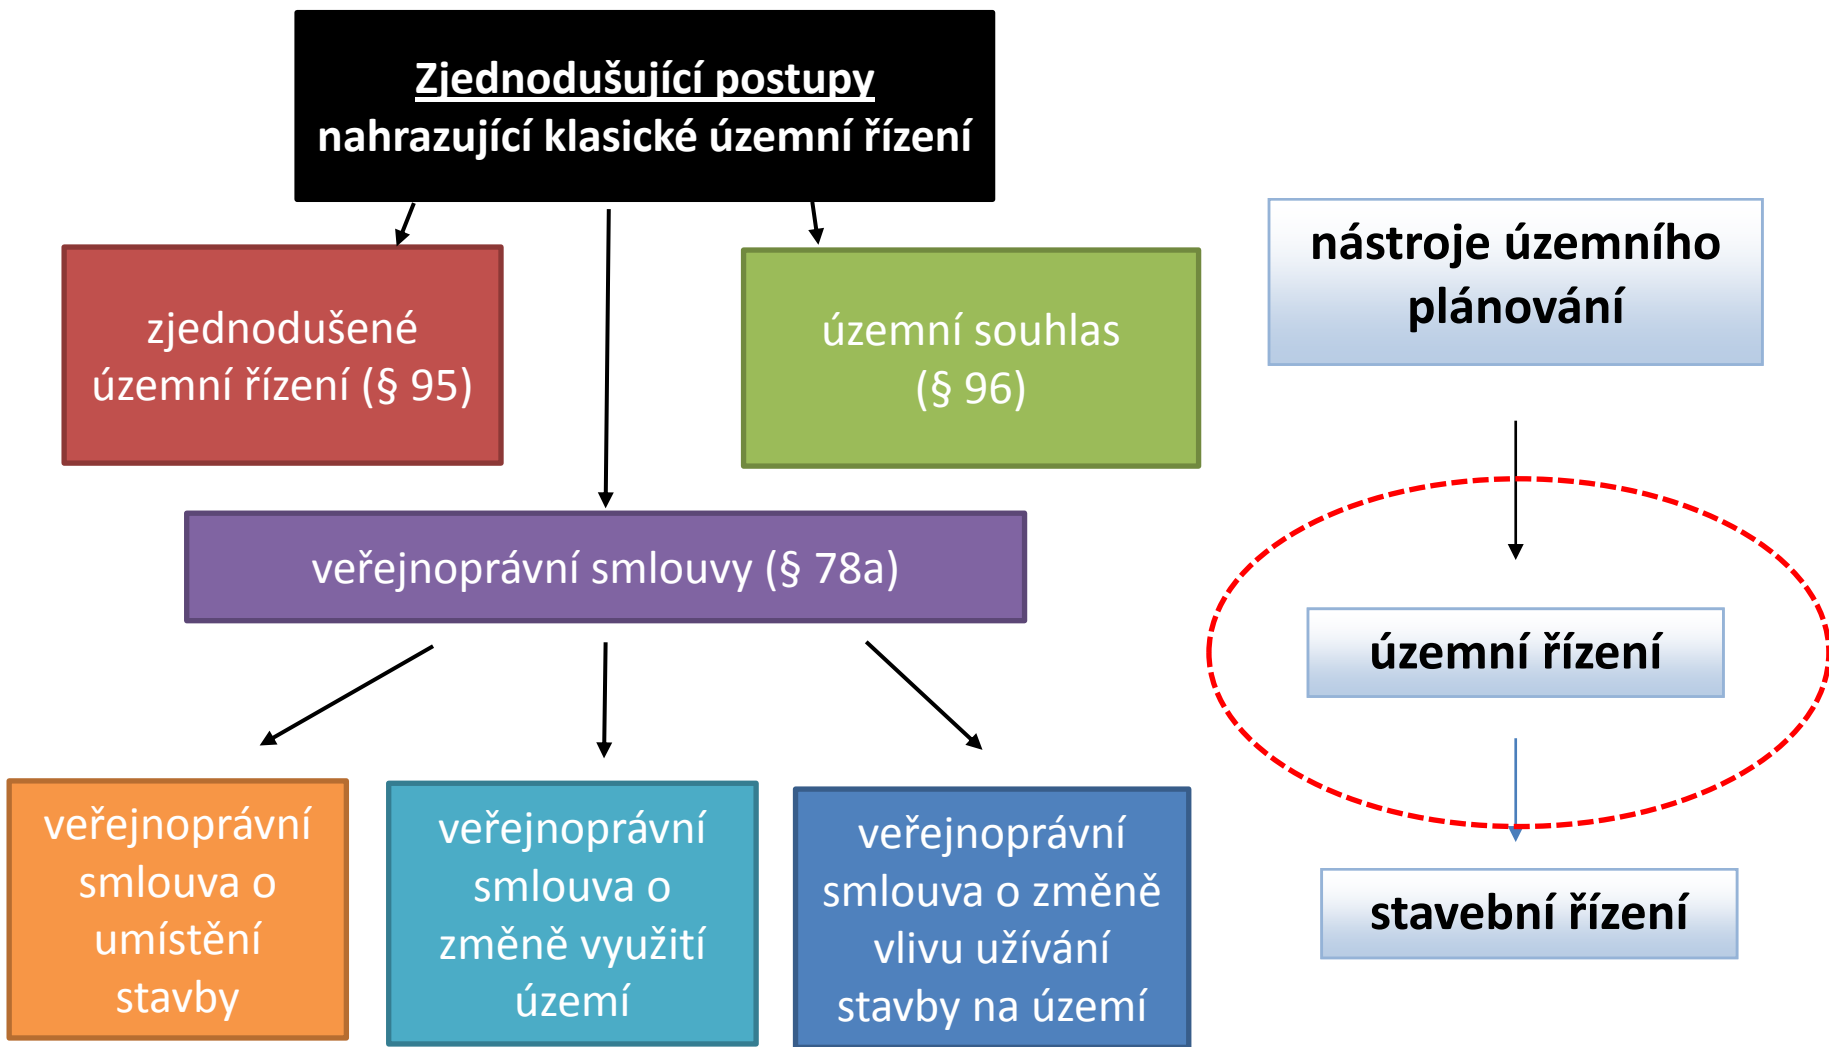 Zjednodušující postupy
nahrazující klasické územní řízení
zjednodušené
územní řízení (§ 95)
územní souhlas
(§ 96)
veřejnoprávní smlouvy (§ 78a)
veřejnoprávní
smlouva o
umístění
stavby
veřejnoprávní
smlouva o
změně využití
území
veřejnoprávní
smlouva o změně
vlivu užívání
stavby na území
nástroje územního
plánování
územní řízení
stavební řízení